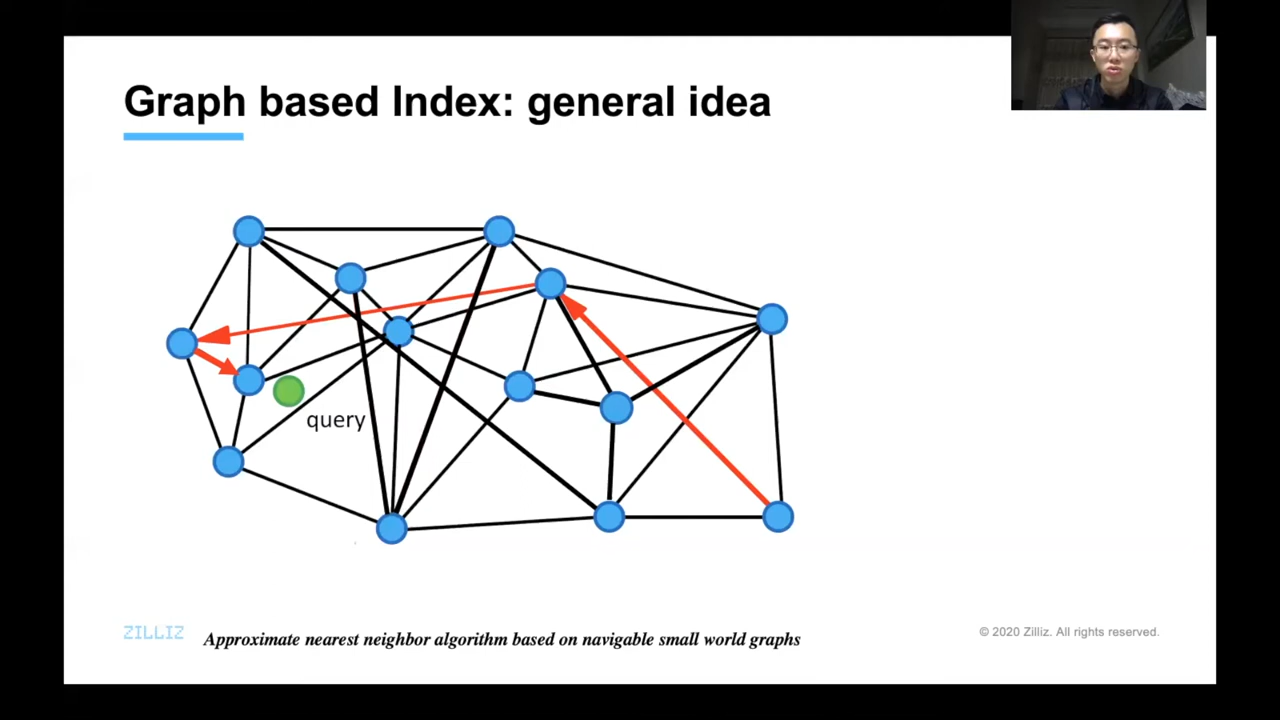 Graph based Index: general idea
query
ZILLIZ
Approximate nearest neighbor algorithm based on navigable small world graphs
© 2020 Zilliz. All rights reserved.